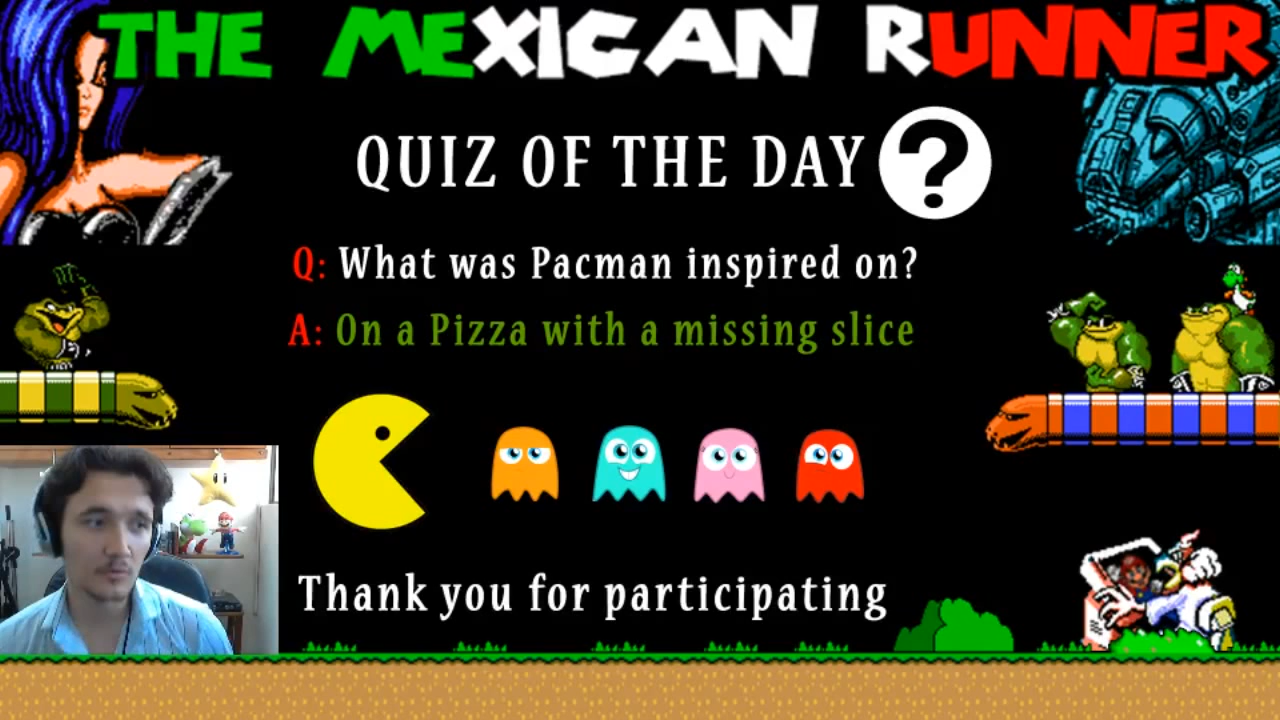 THE MEXICAN RUNNER
QUIZ OF THE DAY ?
Q: What was Pacman inspired on?
A: On a Pizza with a missing slice
Thank you for participating